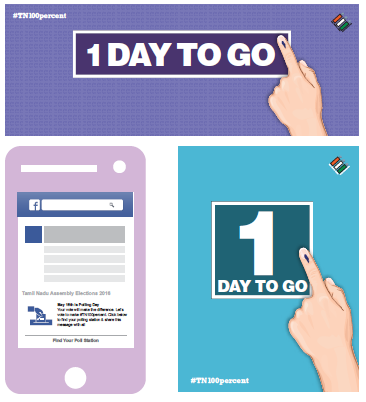 #TN100percent
1 DAY TO GO
f
Tamil Nadu Assembly Elections 2016
May 16th is Polling Day
Your vote will make the difference. Let's
vote to make #TN100percent. Click below
to find your polling station & share this
message with all.
Find Your Poll Station
1
DAY TO GO
#TN100percent